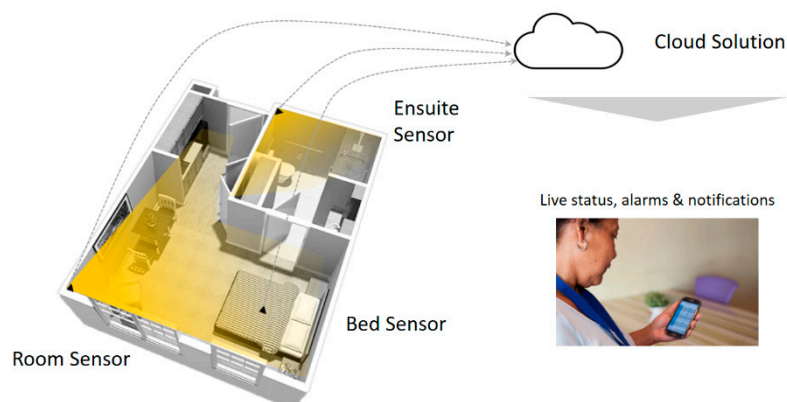 Cloud Solution
Ensuite
Sensor
Live status, alarms & notifications
Bed Sensor
Room Sensor